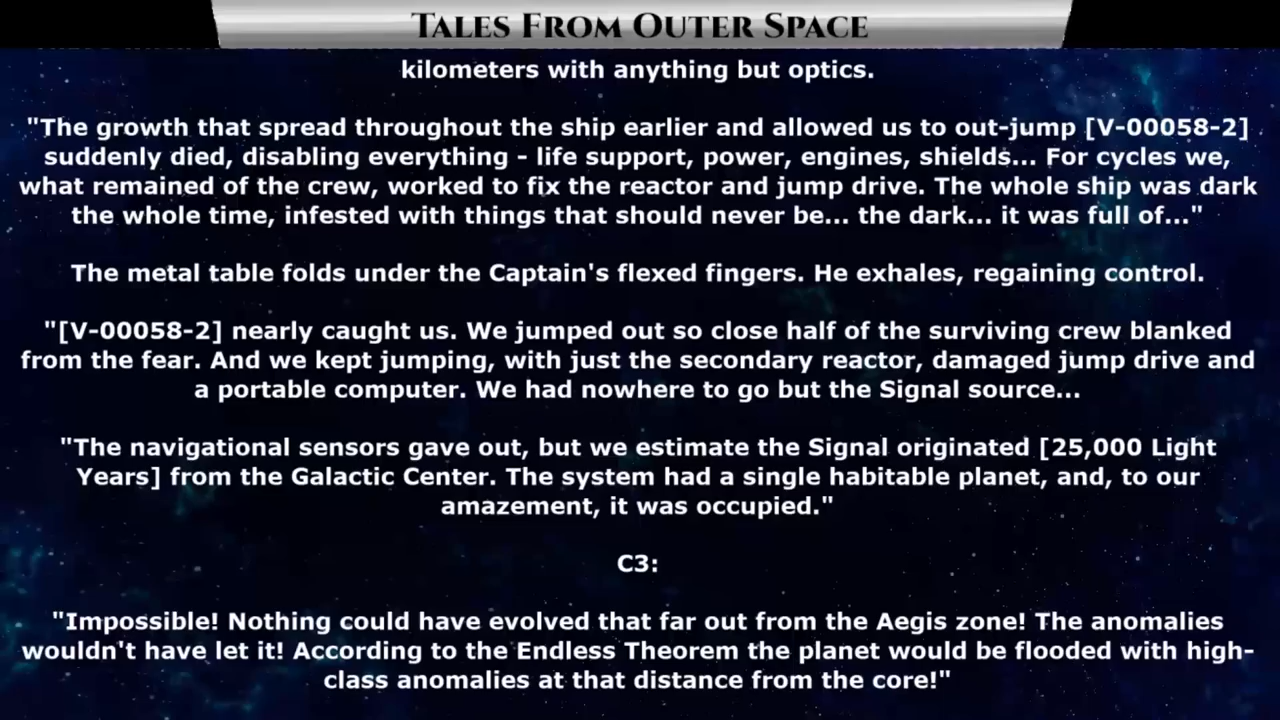 TALES FROM OUTER SPACE
kilometers with anything but optics.
"The growth that spread throughout the ship earlier and allowed us to out-jump [V-00058-2]
suddenly died, disabling everything - life support, power, engines, shields... For cycles we,
what remained of the crew, worked to fix the reactor and jump drive. The whole ship was dark
the whole time, infested with things that should never be... the dark... it was full of..."
The metal table folds under the Captain's flexed fingers. He exhales, regaining control.
"[V-00058-2] nearly caught us. We jumped out so close half of the surviving crew blanked
from the fear. And we kept jumping, with just the secondary reactor, damaged jump drive and
a portable computer. We had nowhere to go but the Signal source...
"The navigational sensors gave out, but we estimate the Signal originated [25,000 Light
Years] from the Galactic Center. The system had a single habitable planet, and, to our
amazement, it was occupied."
C3:
"Impossible! Nothing could have evolved that far out from the Aegis zone! The anomalies
wouldn't have let it! According to the Endless Theorem the planet would be flooded with high-
class anomalies at that distance from the core!"